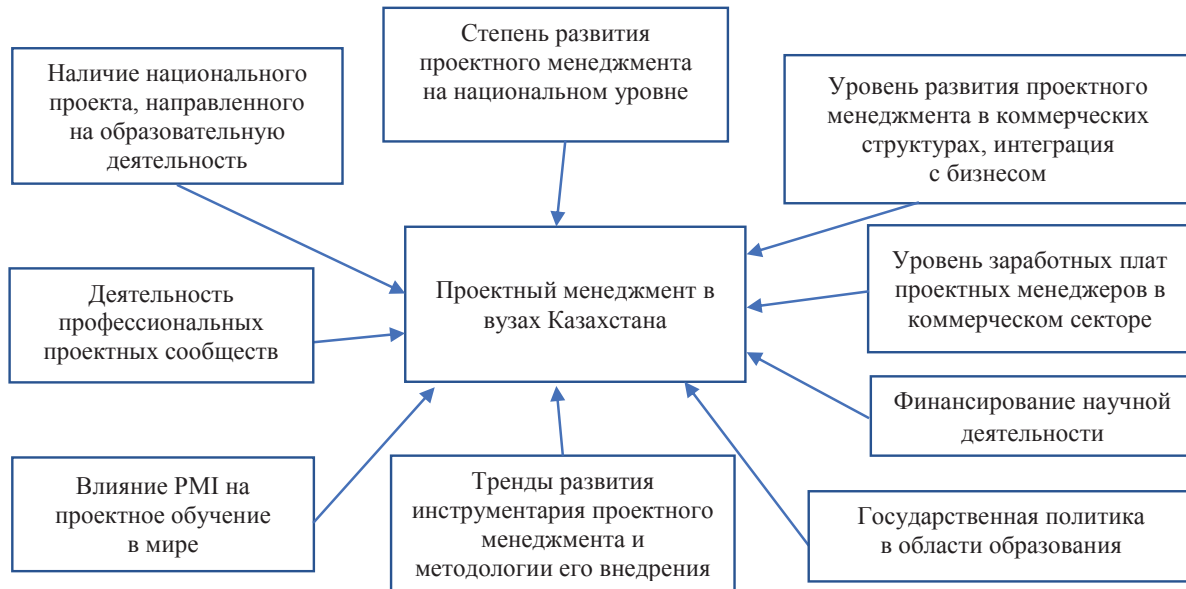 Наличие национального
проекта, направленного
на образовательную
деятельность
Степень развития
проектного менеджмента
на национальном уровне
Уровень развития проектного
менеджмента в коммерческих
структурах, интеграция
с бизнесом
Деятельность
профессиональных
проектных сообществ
Проектный менеджмент в
вузах Казахстана
Уровень заработных плат
проектных менеджеров в
коммерческом секторе
Финансирование научной
деятельности
Влияние PMI на
проектное обучение
в мире
Тренды развития
инструментария проектного
менеджмента и
методологии его внедрения
Государственная политика
в области образования